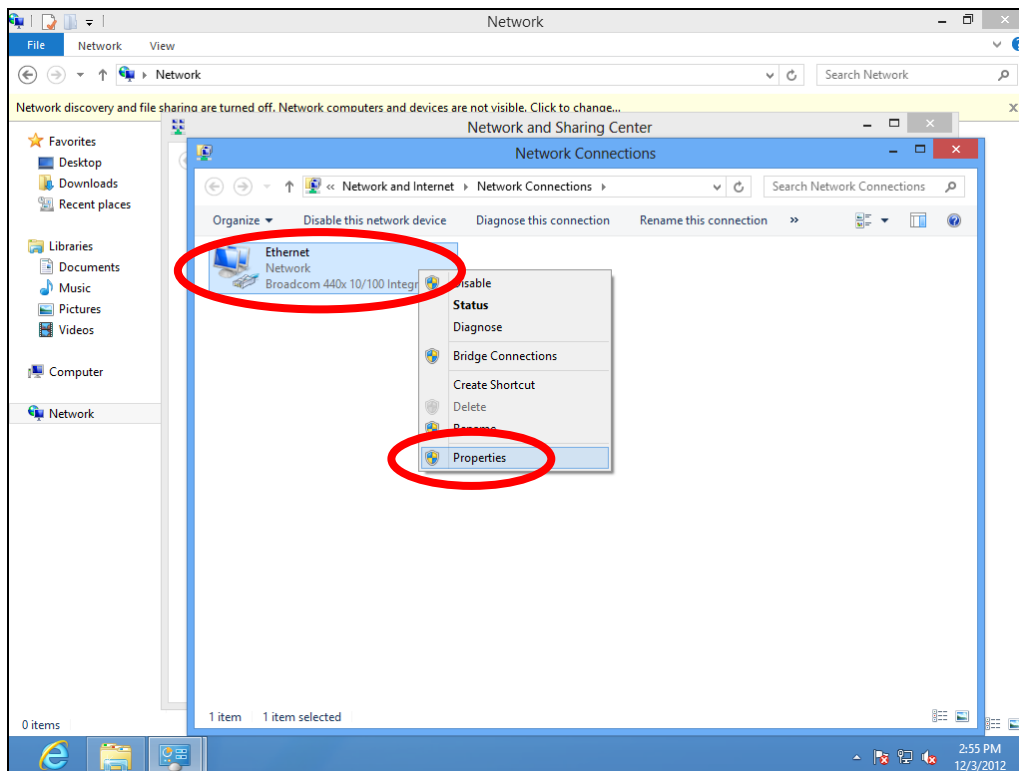 Network
File Network View
Network
Search Network
Network discovery and file sharing are turned off. Network computers and devices are not visible. Click to change...
x
Favorites
Desktop
Downloads
Recent places
Libraries
Documents
Music
Pictures
Videos
Computer
Network
Network and Sharing Center
Network Connections
« Network and Internet Network Connections
Search Network Connections
Organize Disable this network device Diagnose this connection Rename this connection »
Ethernet
Network
Broadcom 440x 10/100 Integr
Disable
Status
Diagnose
Bridge Connections
Create Shortcut
Delete
Rename
Properties
1 item 1 item selected
0 items
2:55 PM
12/3/2012